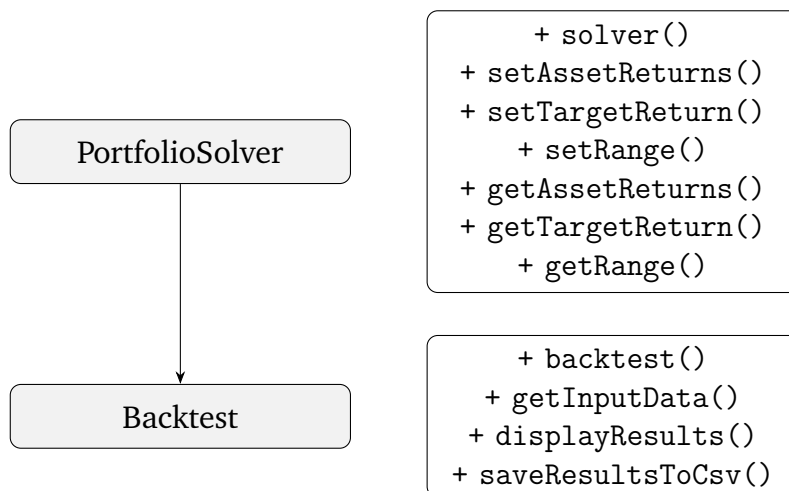 PortfolioSolver
+ solver()
+ setAssetReturns()
+ setTargetReturn()
+ setRange()
+ getAssetReturns()
+ getTargetReturn()
+ getRange()
Backtest
+ backtest()
+ getInputData()
+ displayResults()
+ saveResultsToCsv()